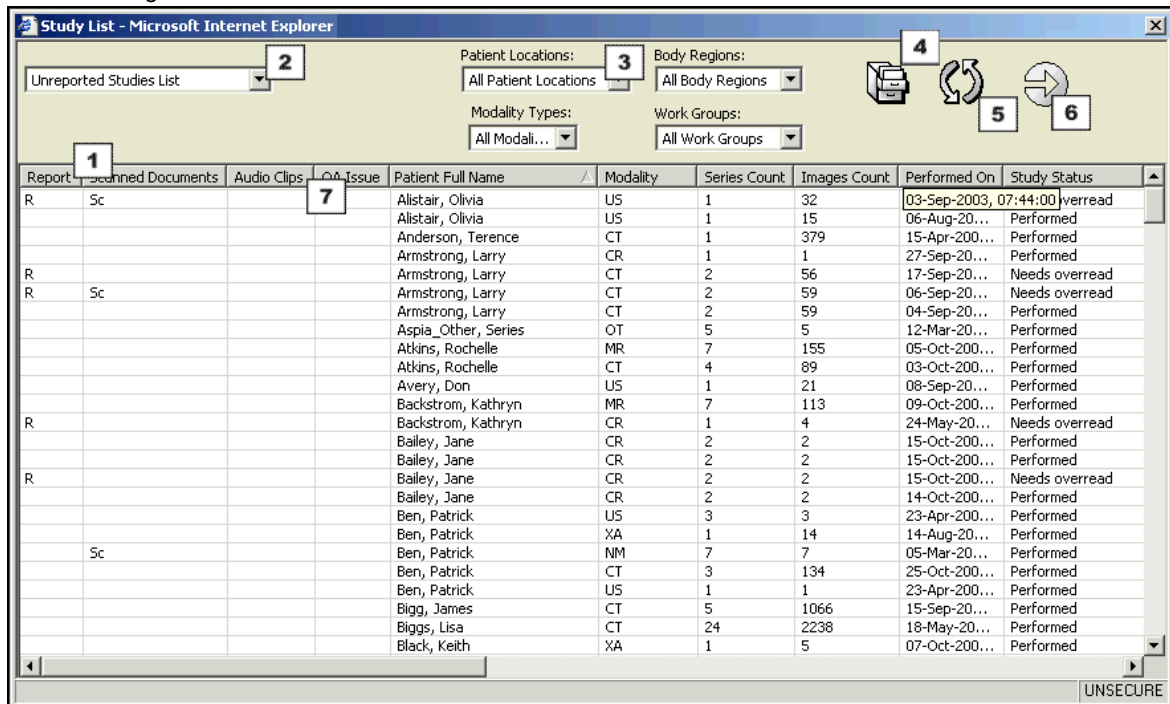 Study List - Microsoft Internet Explorer
Patient Locations: Body Regions:
Unreported Studies List 2 All Patient Locations 3 All Body Regions 4 5 6
Modality Types: Work Groups:
All Modali... All Work Groups
1 7
Report Scanned Documents Audio Clips QA Issue Patient Full Name Modality Series Count Images Count Performed On Study Status
R Sc Alistair, Olivia US 1 32 03-Sep-2003, 07:44:00 verread
Alistair, Olivia US 1 15 06-Aug-20... Performed
Anderson, Terence CT 1 379 15-Apr-200... Performed
Armstrong, Larry CR 1 1 27-Sep-20... Performed
R Armstrong, Larry CT 2 56 17-Sep-20... Needs overread
R Sc Armstrong, Larry CT 2 59 06-Sep-20... Needs overread
Armstrong, Larry CT 2 59 04-Sep-20... Performed
Aspia_Other, Series OT 5 5 12-Mar-20... Performed
Atkins, Rochelle MR 7 155 05-Oct-200... Performed
Atkins, Rochelle CT 4 89 03-Oct-200... Performed
Avery, Don US 1 21 08-Sep-20... Performed
Backstrom, Kathryn MR 7 113 09-Oct-200... Performed
R Backstrom, Kathryn CR 1 4 24-May-20... Needs overread
Bailey, Jane CR 2 2 15-Oct-200... Performed
Bailey, Jane CR 2 2 15-Oct-200... Performed
R Bailey, Jane CR 2 2 15-Oct-200... Needs overread
Bailey, Jane CR 2 2 14-Oct-200... Performed
Ben, Patrick US 3 3 23-Apr-200... Performed
Ben, Patrick XA 1 14 14-Aug-20... Performed
Sc Ben, Patrick NM 7 7 05-Mar-20... Performed
Ben, Patrick CT 3 134 25-Oct-200... Performed
Ben, Patrick US 1 1 23-Apr-200... Performed
Bigg, James CT 5 1066 15-Sep-20... Performed
Biggs, Lisa CT 24 2238 18-May-20... Performed
Black, Keith XA 1 5 07-Oct-200... Performed
UNSECURE